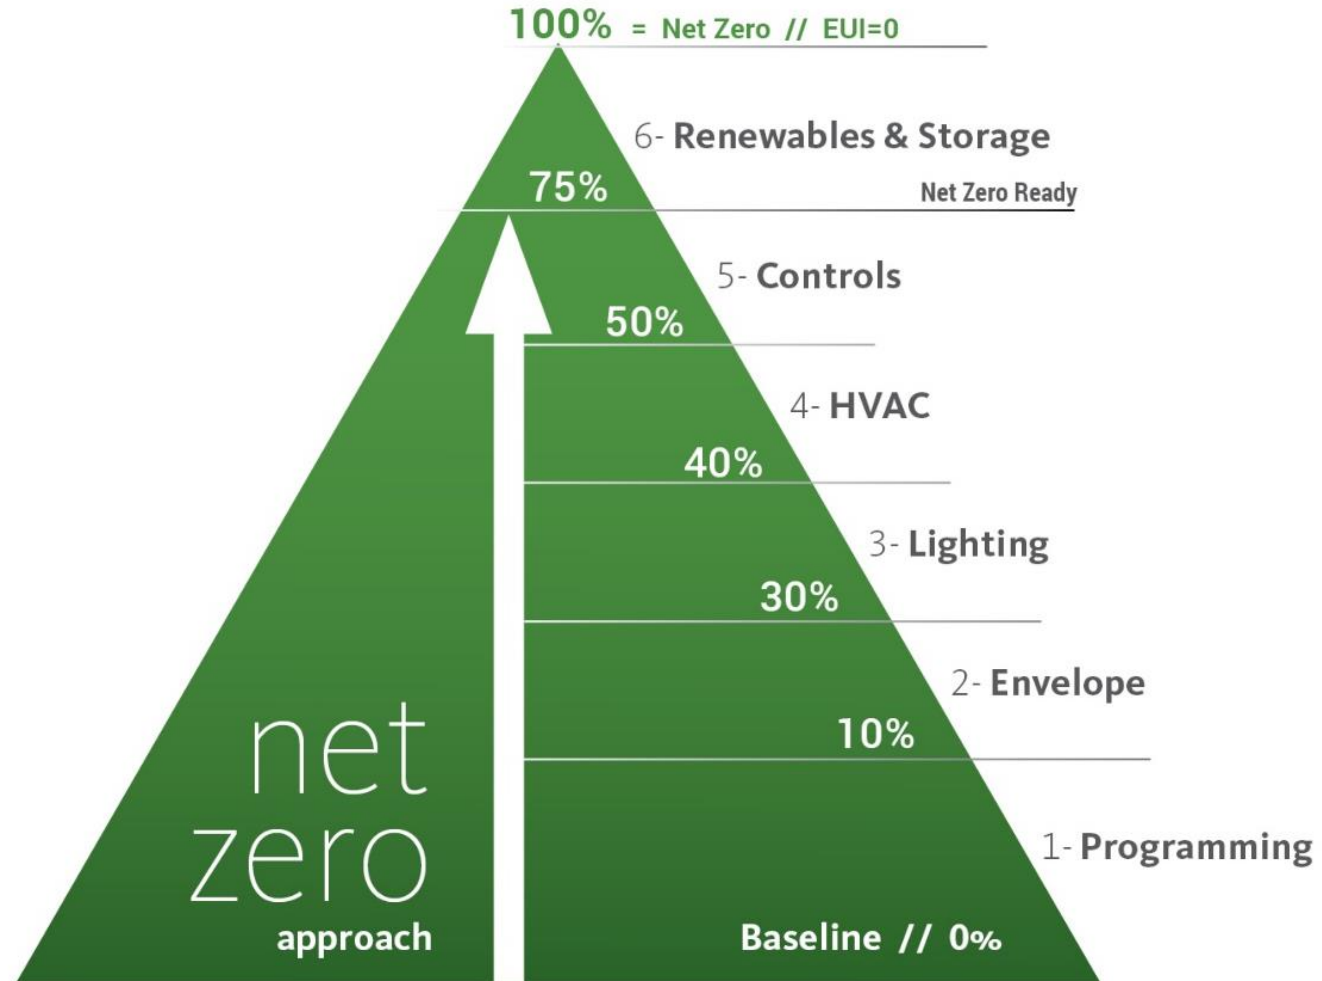 100% = Net Zero // EUI=0
6- Renewables & Storage
75%
Net Zero Ready
5- Controls
50%
4- HVAC
40%
3- Lighting
30%
2- Envelope
10%
1- Programming
net
zero
approach
Baseline // 0%